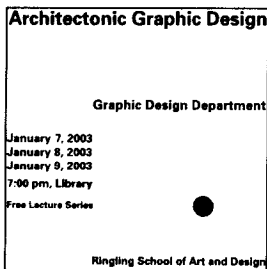 Architectonic Graphic Design
Graphic Design Department
January 7, 2003
January 8, 2003
January 9, 2003
7:00 pm, Library
Free Lecture Series
Ringling School of Art and Design